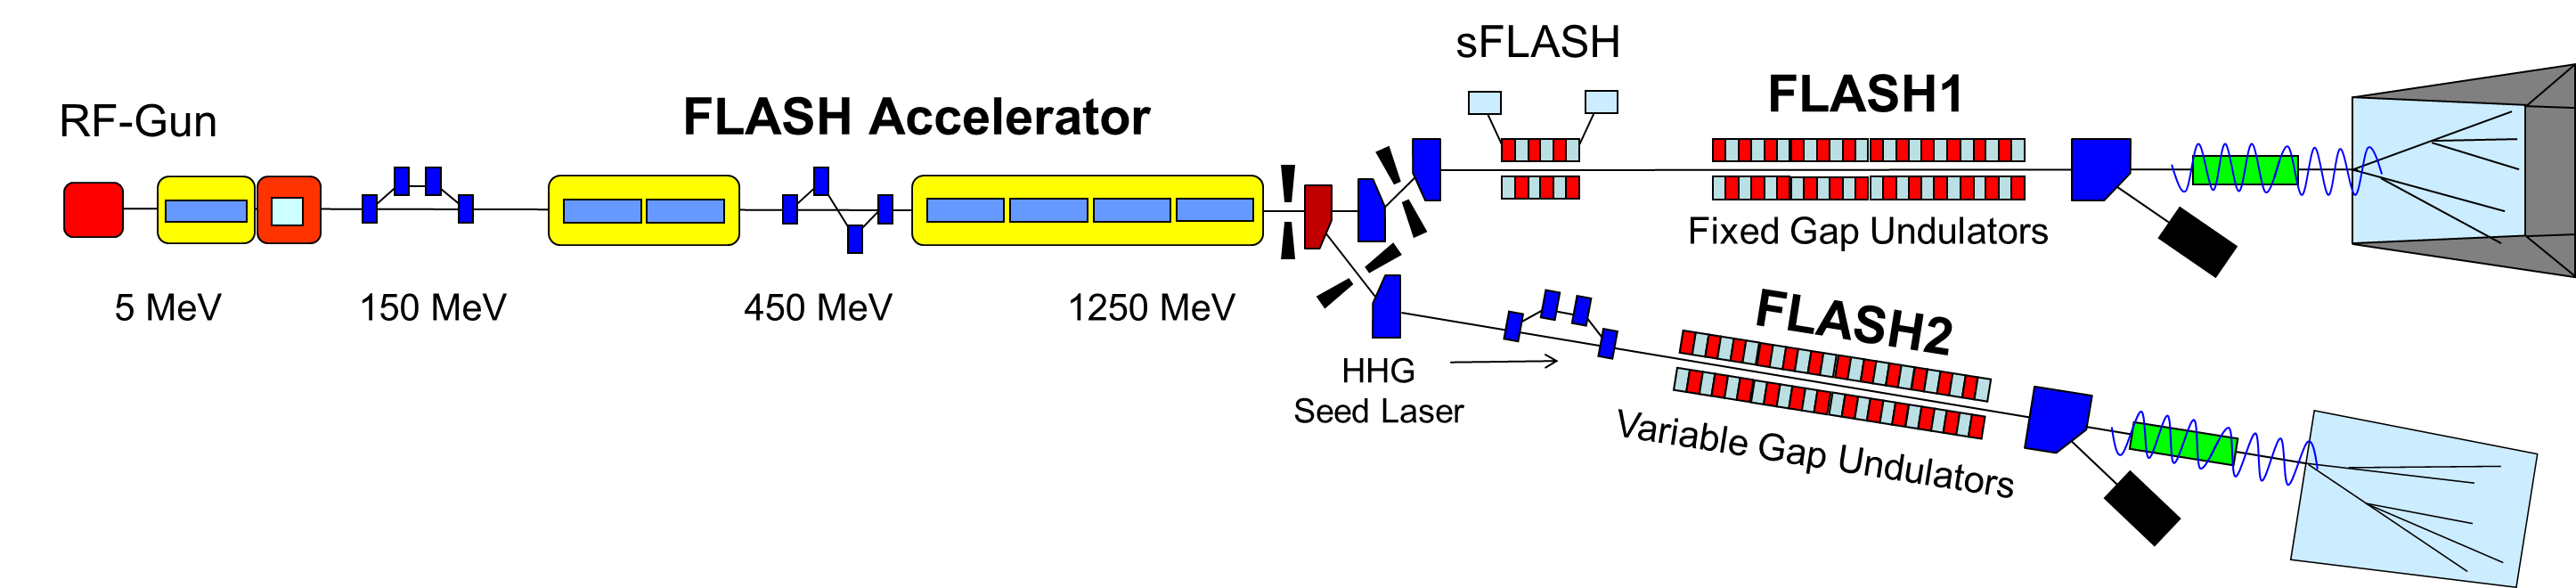 sFLASH
FLASH1
RF-Gun
FLASH Accelerator
Fixed Gap Undulators
5 MeV
150 MeV
450 MeV
1250 MeV
FLASH2
HHG
Seed Laser
Variable Gap Undulators